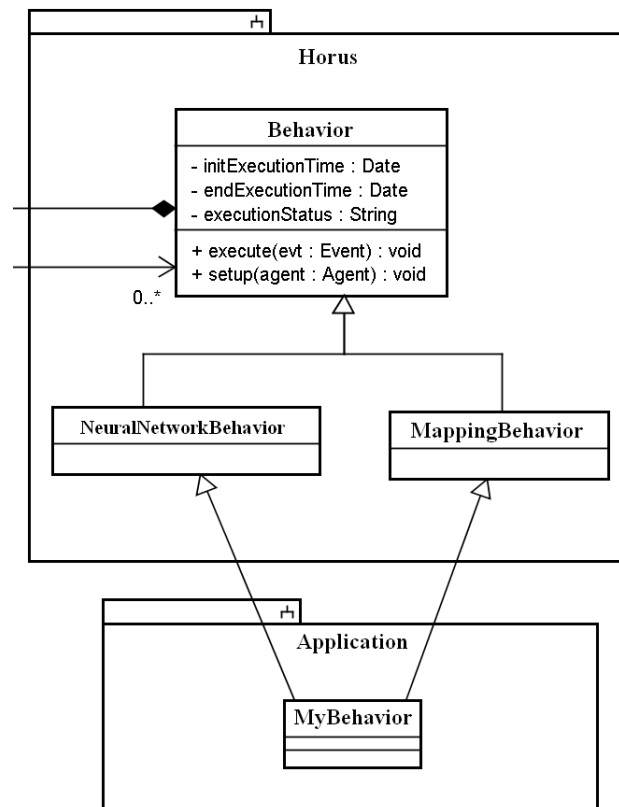 Horus
Behavior
- initExecutionTime : Date
- endExecutionTime : Date
- executionStatus : String
+ execute(evt : Event) : void
+ setup(agent : Agent) : void
0..*
NeuralNetworkBehavior
MappingBehavior
Application
MyBehavior